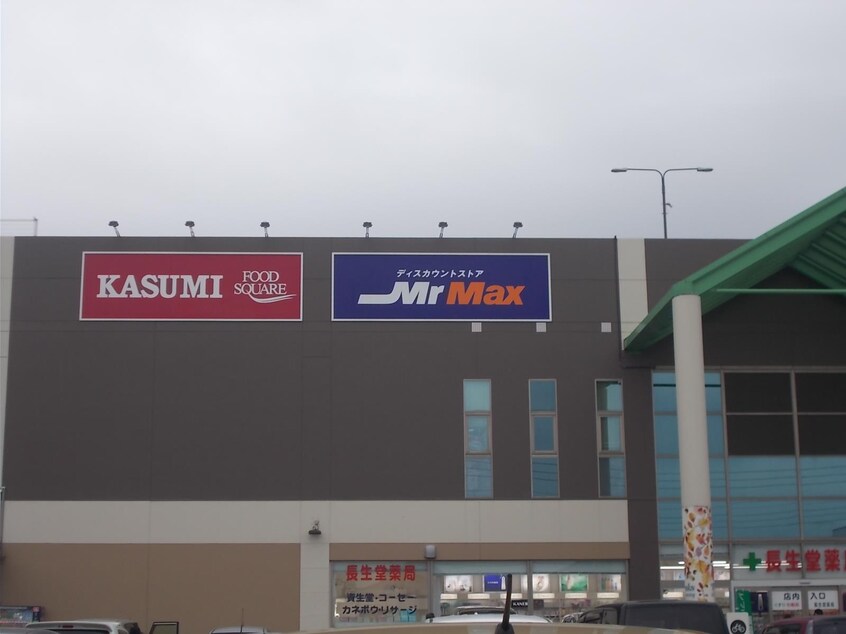 KASUMI
FOOD
SQUARE
ディスカウントストア
Mr Max
長生堂薬局
資生堂・コーセー
カネボウ・リサージ
長生堂薬
店内
入口